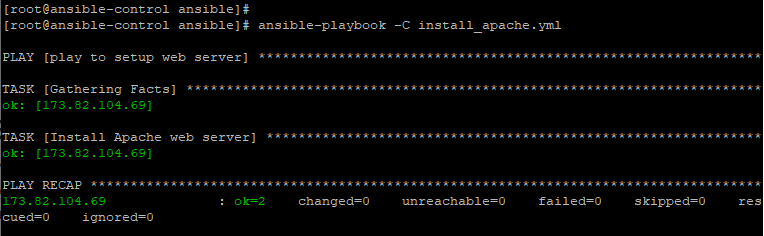 [root@ansible-control ansible]#
[root@ansible-control ansible]# ansible-playbook -C install_apache.yml
PLAY [play to setup web server] ***************************************************************
TASK [Gathering Facts] ************************************************************************
ok: [173.82.104.69]
TASK [Install Apache web server] **************************************************************
ok: [173.82.104.69]
PLAY RECAP ************************************************************************************
173.82.104.69 : ok=2 changed=0 unreachable=0 failed=0 skipped=0 res
cued=0 ignored=0